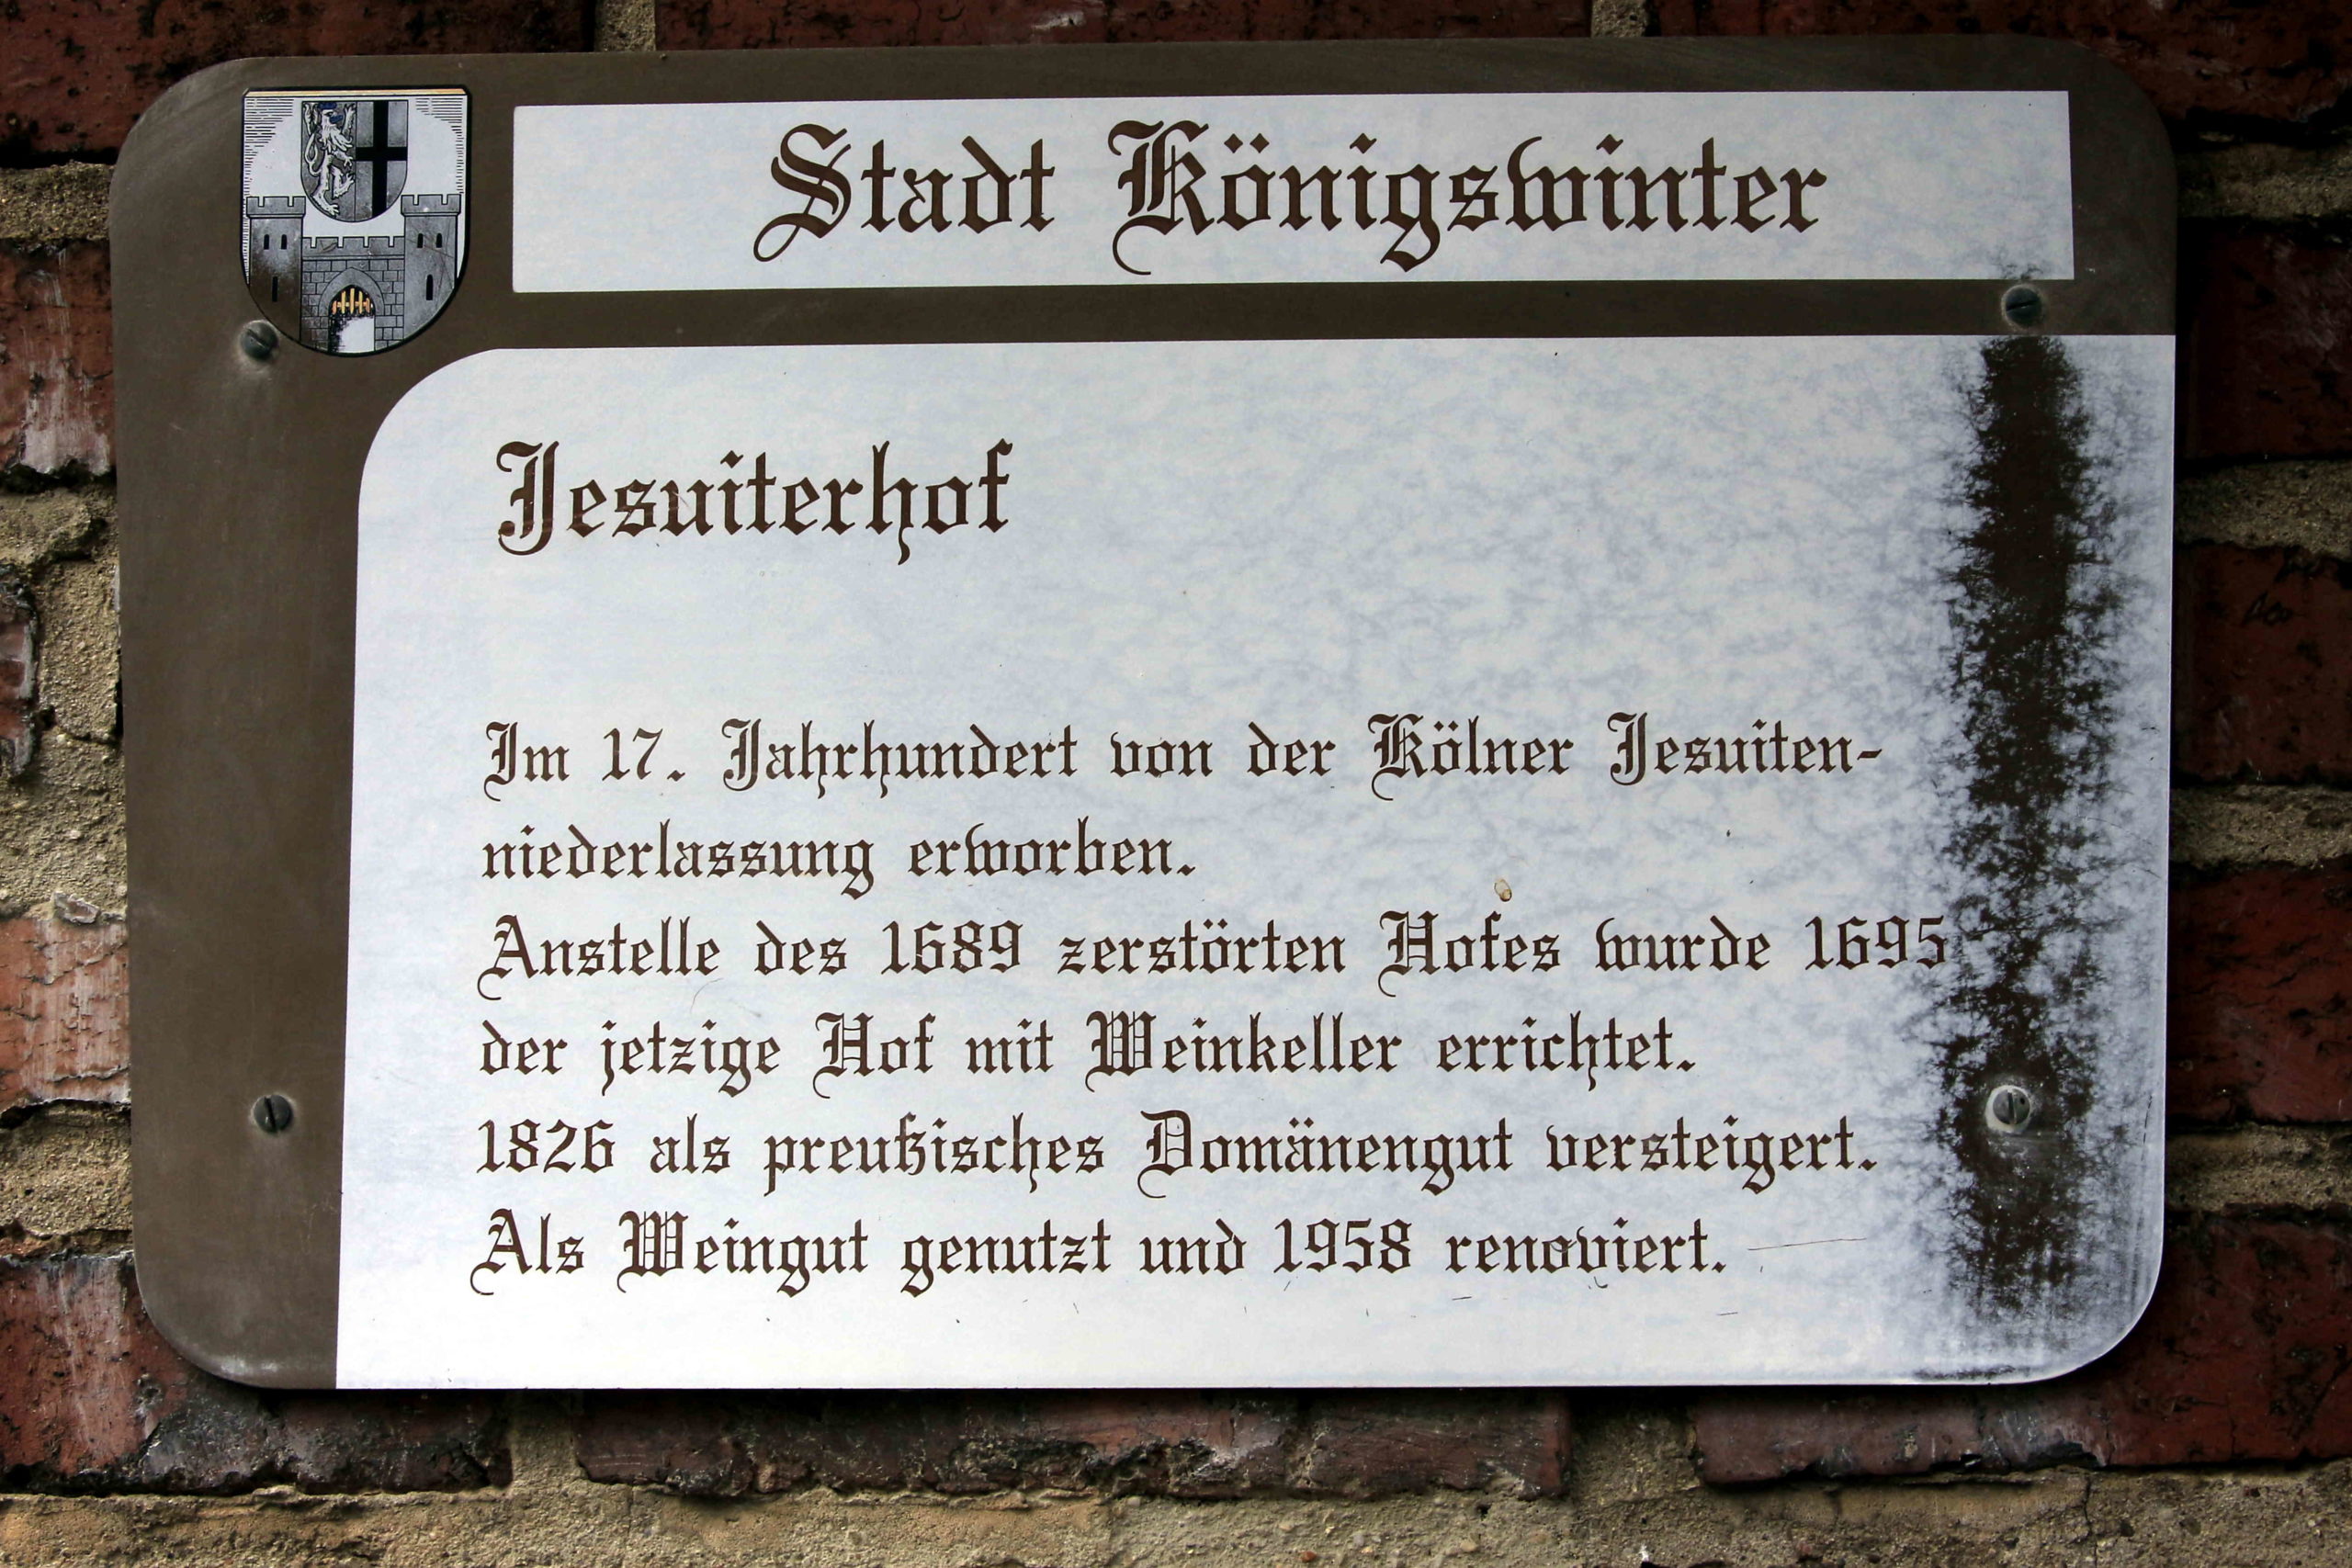 Stadt Königswinter
Jesuiterhof
Im 17. Jahrhundert von der Kölner Jesuiten-
niederlassung erworben.
Anstelle des 1689 zerstörten Hofes wurde 1695
der jetzige Hof mit Weinkeller errichtet.
1826 als preußisches Domänengut versteigert.
Als Weingut genutzt und 1958 renoviert.